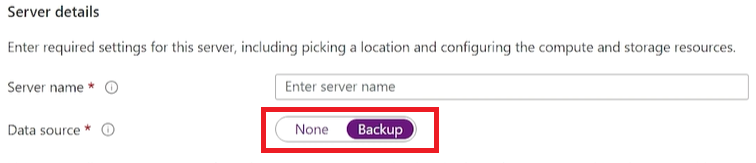 Server details
Enter required settings for this server, including picking a location and configuring the compute and storage resources.
Server name * Enter server name
Data source * None Backup